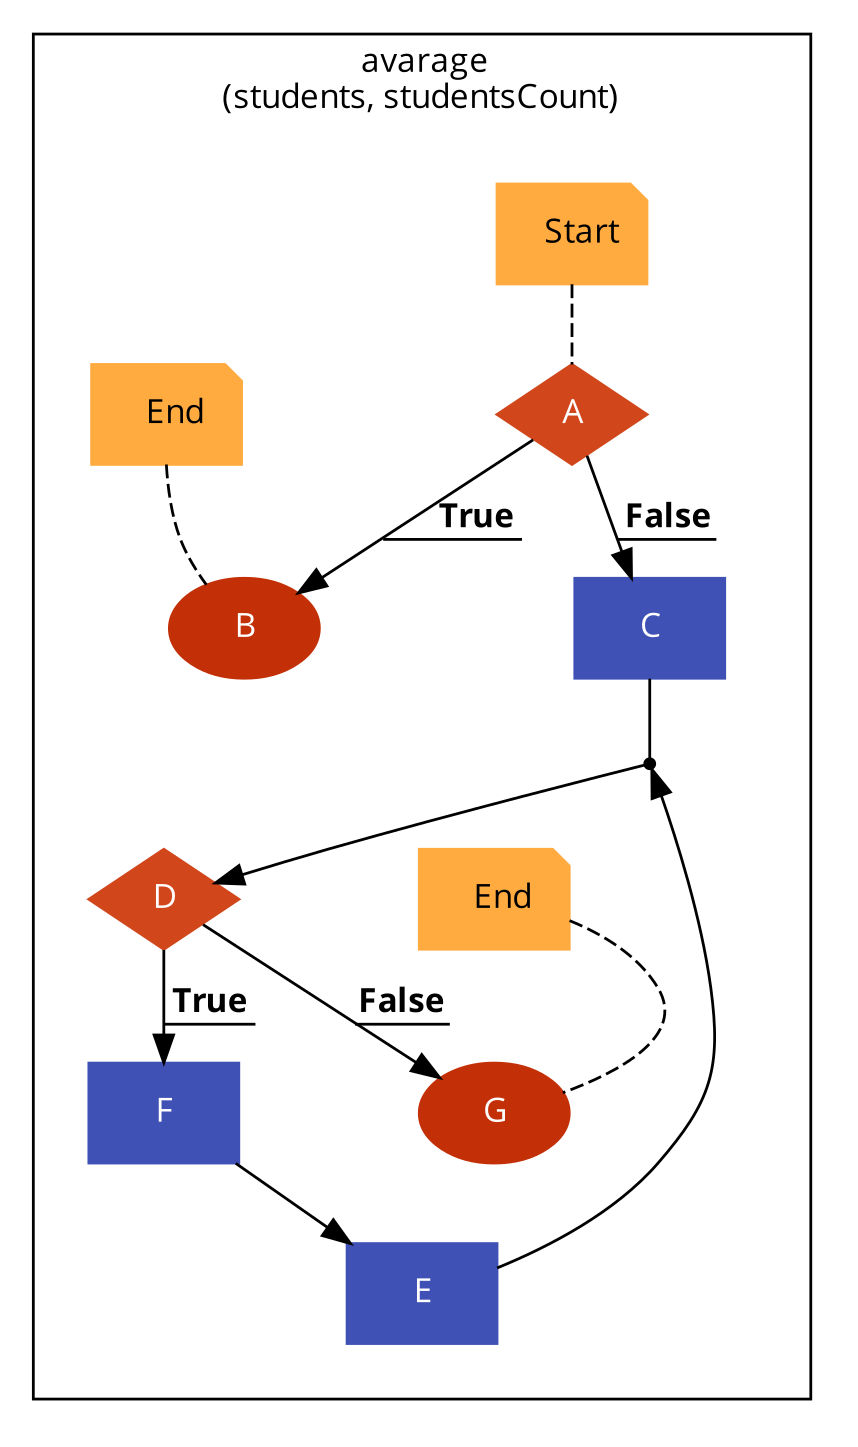 avarage
(students, studentsCount)
Start
End
A
True
False
B
C
D
End
True
False
F
G
E